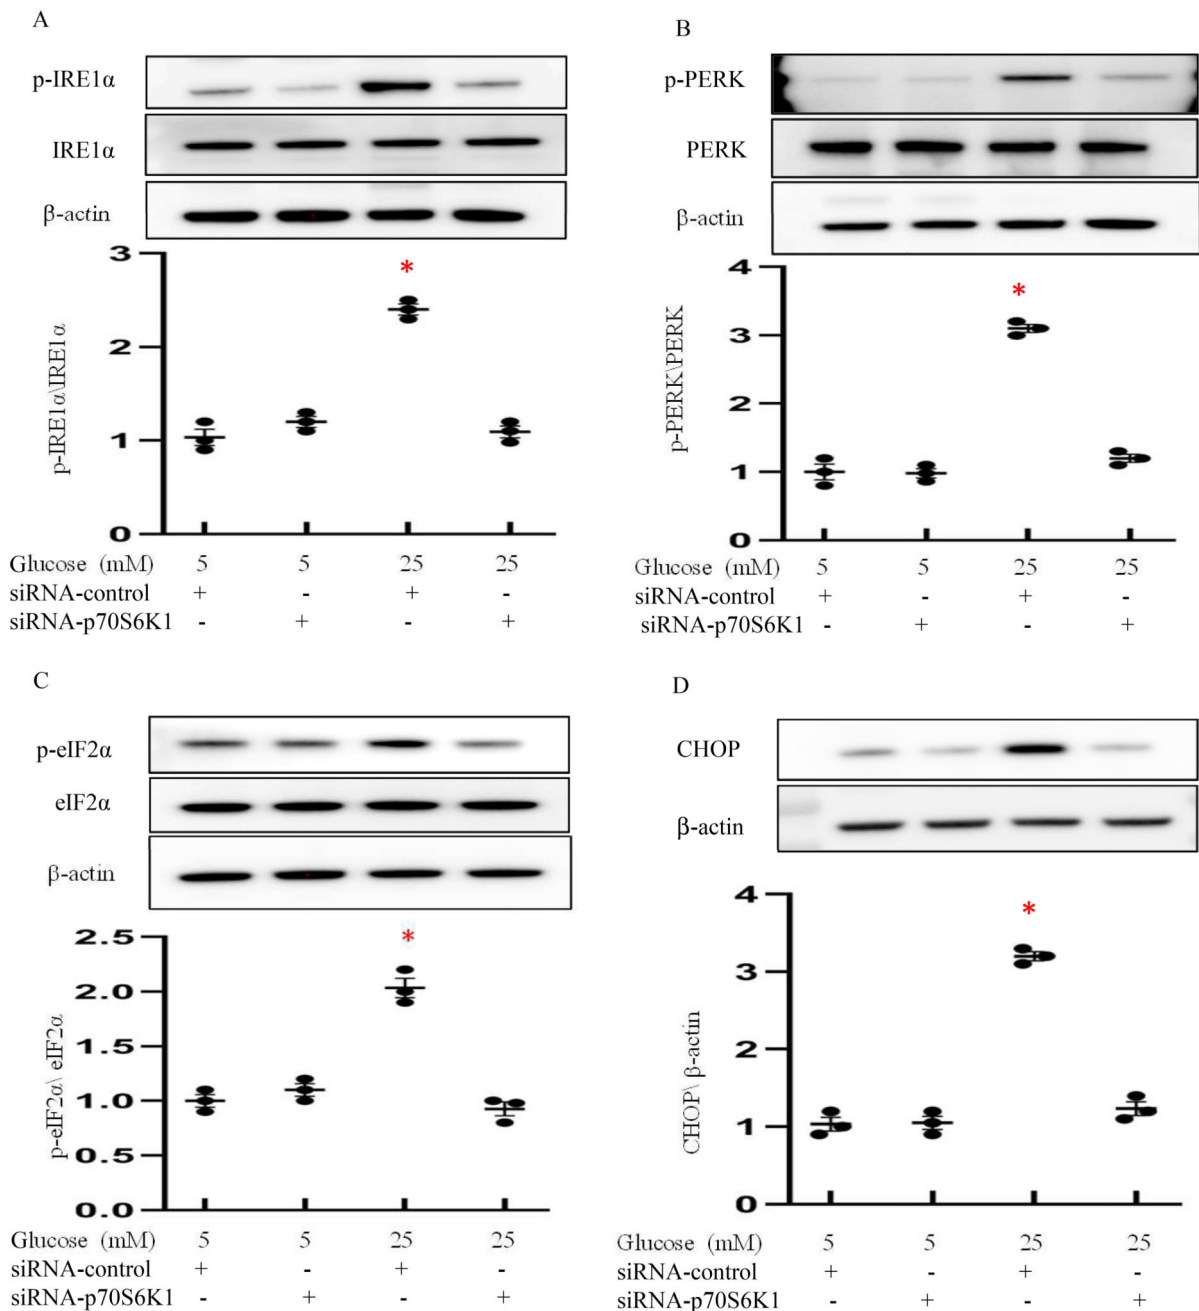 A
p-IRE1α
IRE1α
β-actin
3
2
1
0
p-IRE1α\IRE1α
*
Glucose (mM) 5 5 25 25
siRNA-control + - + -
siRNA-p70S6K1 - + - +
B
p-PERK
PERK
β-actin
4
3
2
1
0
p-PERK\PERK
*
Glucose (mM) 5 5 25 25
siRNA-control + - + -
siRNA-p70S6K1 - + - +
C
p-eIF2α
eIF2α
β-actin
2.5
2.0
1.5
1.0
0.5
0.0
p-eIF2α\ eIF2α
*
Glucose (mM) 5 5 25 25
siRNA-control + - + -
siRNA-p70S6K1 - + - +
D
CHOP
β-actin
4
3
2
1
0
CHOP\ β-actin
*
Glucose (mM) 5 5 25 25
siRNA-control + - + -
siRNA-p70S6K1 - + - +